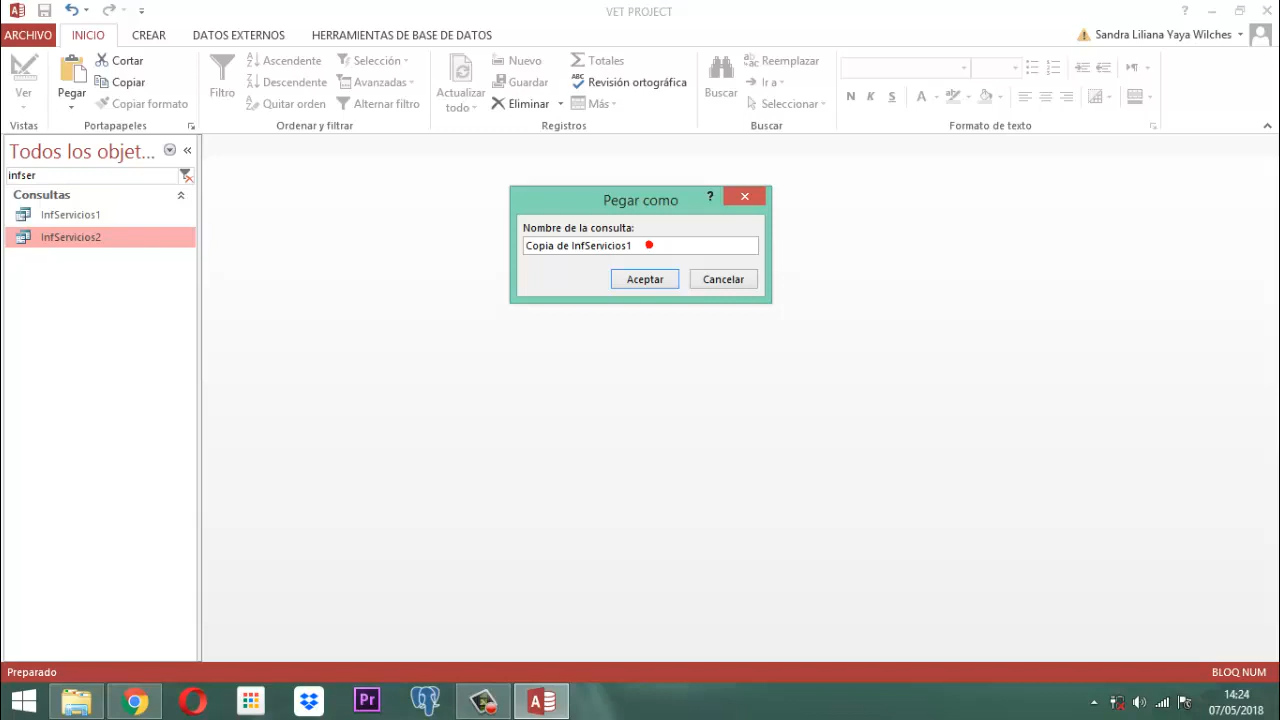 VET PROJECT
?
ARCHIVO INICIO CREAR DATOS EXTERNOS HERRAMIENTAS DE BASE DE DATOS Sandra Liliana Yaya Wilches
Ver
Vistas
Pegar
Cortar
Copiar
Copiar formato
Portapapeles
Filtro
Ascendente
Descendente
Quitar orden
Selección
Avanzadas
Alternar filtro
Ordenar y filtrar
Actualizar
todo
Nuevo
Guardar
Eliminar
Totales
ABC
Revisión ortográfica
Más
Registros
Buscar
ab
ac
Reemplazar
Ir a
Seleccionar
Buscar
N K S A
Formato de texto
Todos los objet... «
infser
Consultas
InfServicios1
InfServicios2
Pegar como ?
Nombre de la consulta:
Copia de InfServicios1
Aceptar Cancelar
Preparado BLOQ NUM
Pr
A
14:24
07/05/2018